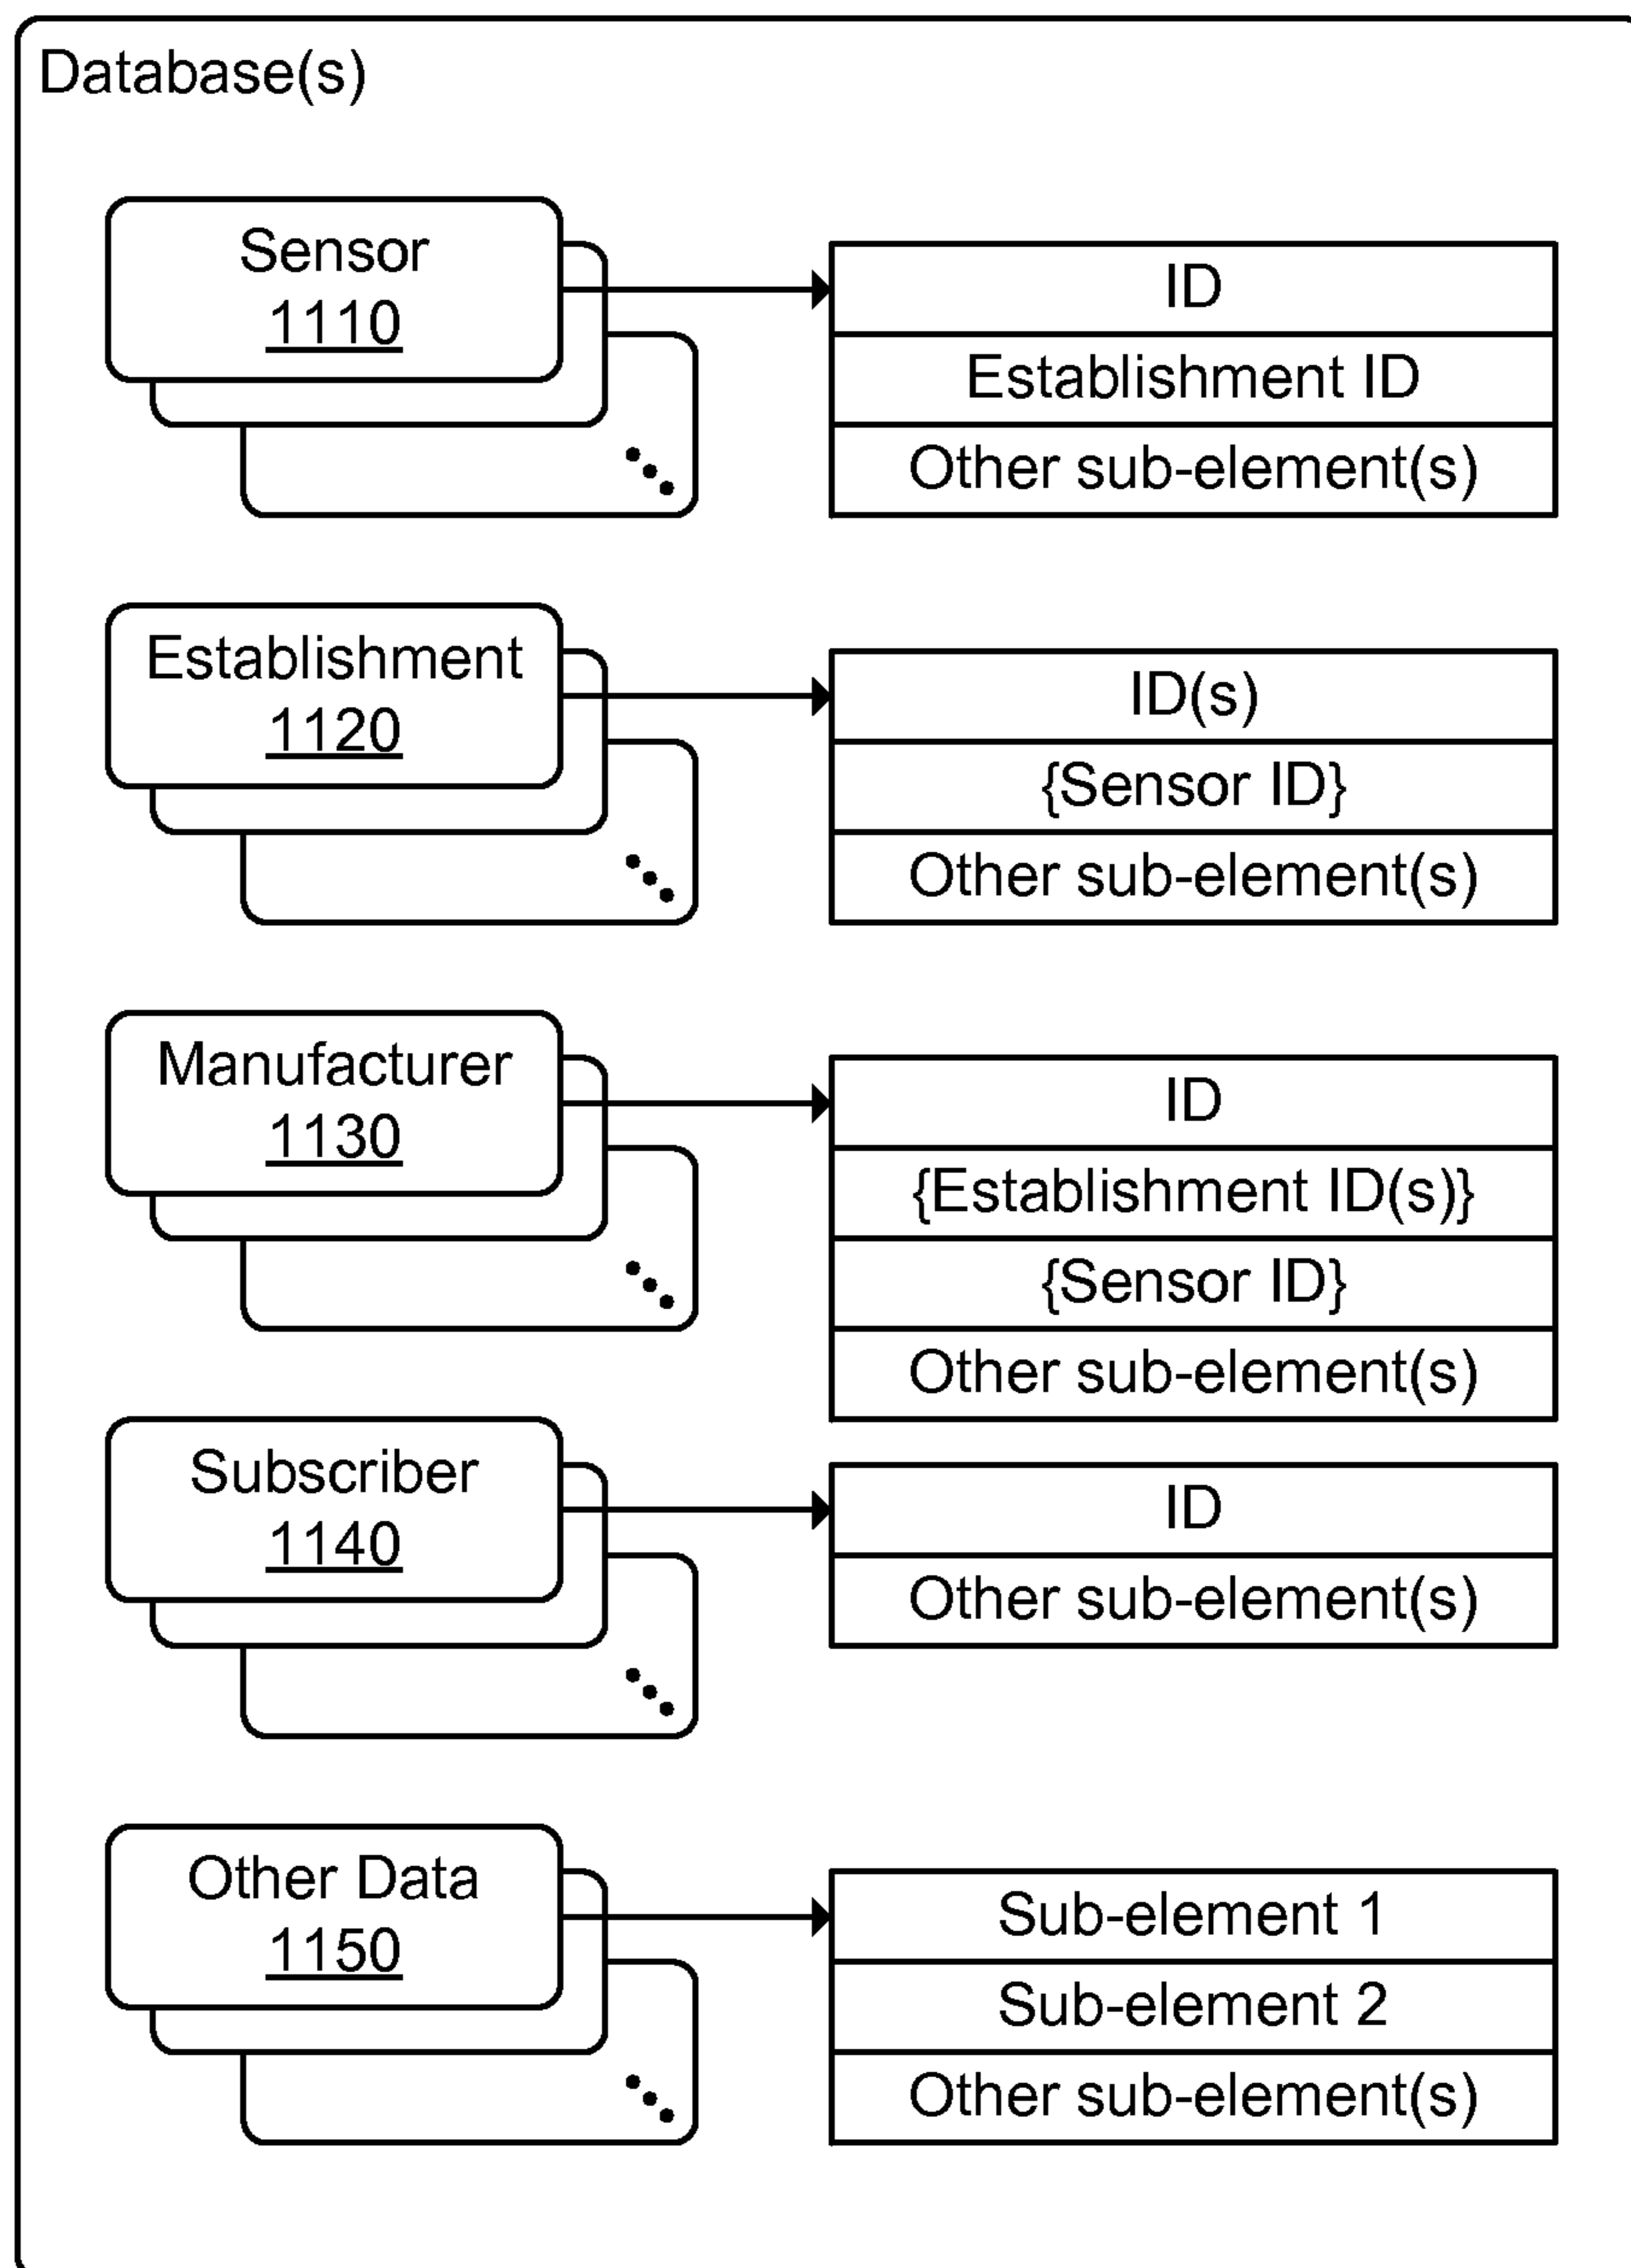 Database(s)
Sensor
1110
ID
Establishment ID
Other sub-element(s)
Establishment
1120
ID(s)
{Sensor ID}
Other sub-element(s)
Manufacturer
1130
ID
{Establishment ID(s)}
{Sensor ID}
Other sub-element(s)
Subscriber
1140
ID
Other sub-element(s)
Other Data
1150
Sub-element 1
Sub-element 2
Other sub-element(s)